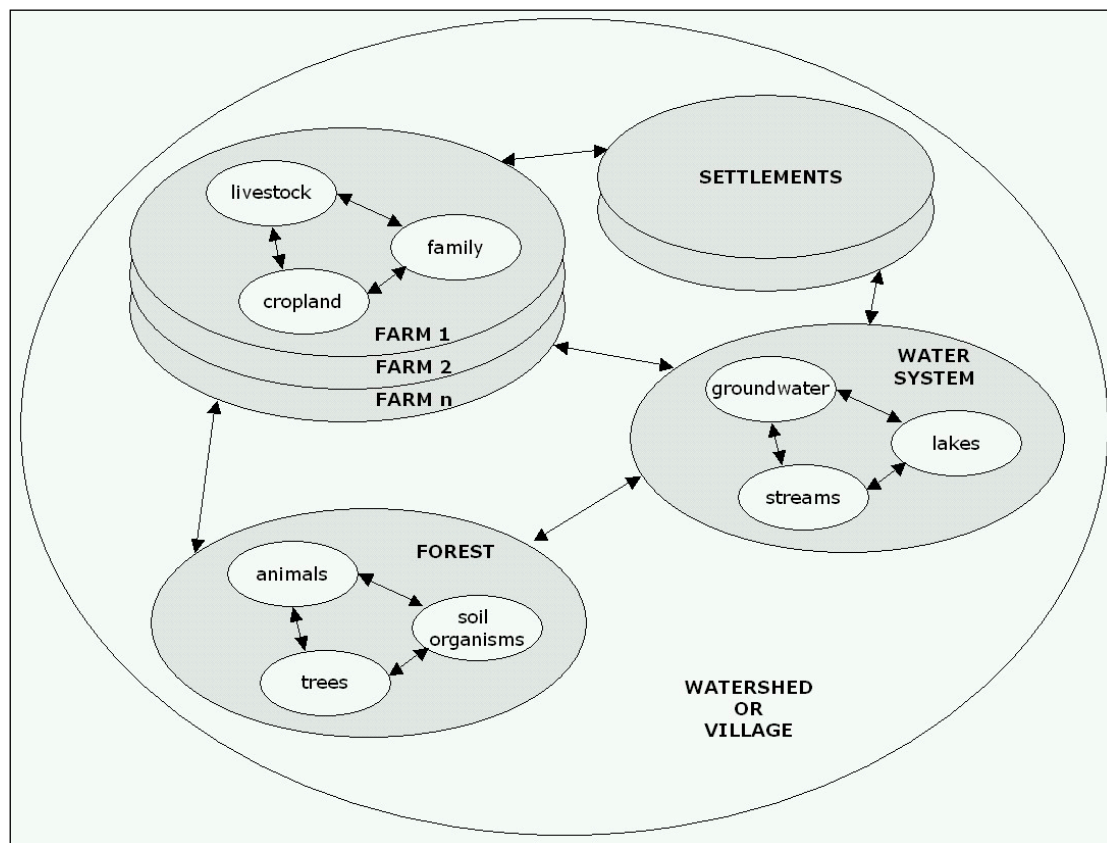 livestock
family
cropland
FARM 1
FARM 2
FARM n
SETTLEMENTS
WATER
SYSTEM
groundwater
lakes
streams
FOREST
animals
soil
organisms
trees
WATERSHED
OR
VILLAGE